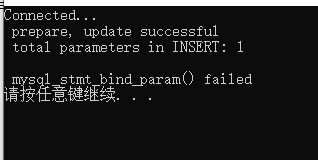 Connected...
prepare, update successful
total parameters in INSERT: 1
mysql_stmt_bind_param() failed
请按任意键继续. . .